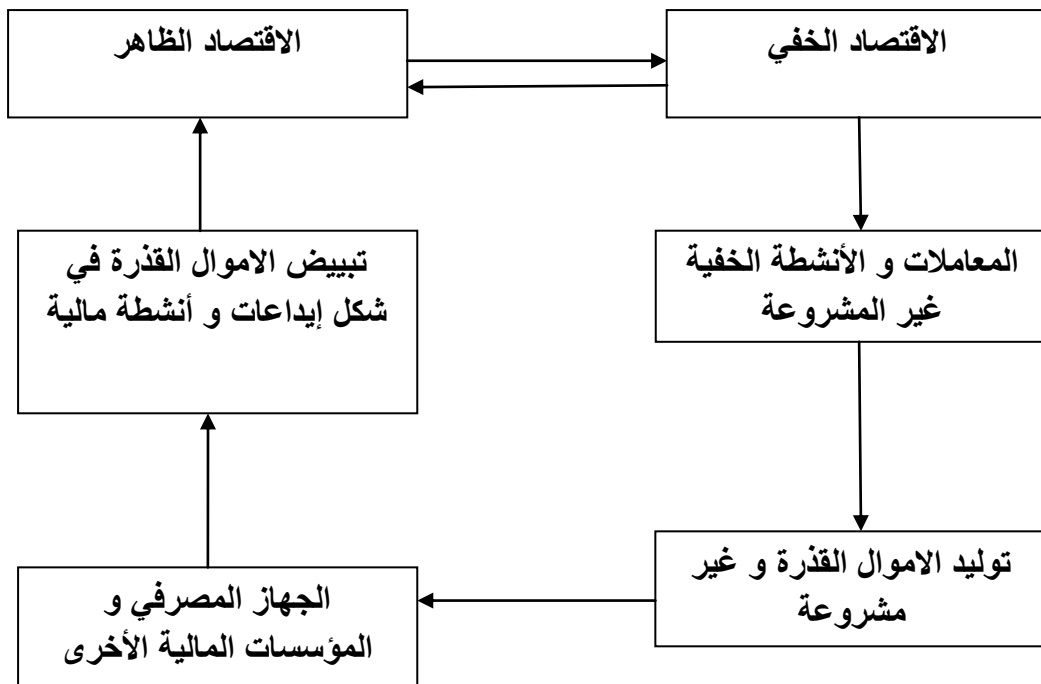 الاقتصاد الخفي
الاقتصاد الظاهر
المعاملات و الأنشطة الخفية
غير المشروعة
تبييض الاموال القذرة في
شكل إيداعات و أنشطة مالية
توليد الاموال القذرة و غير
مشروعة
الجهاز المصرفي و
المؤسسات المالية الأخرى